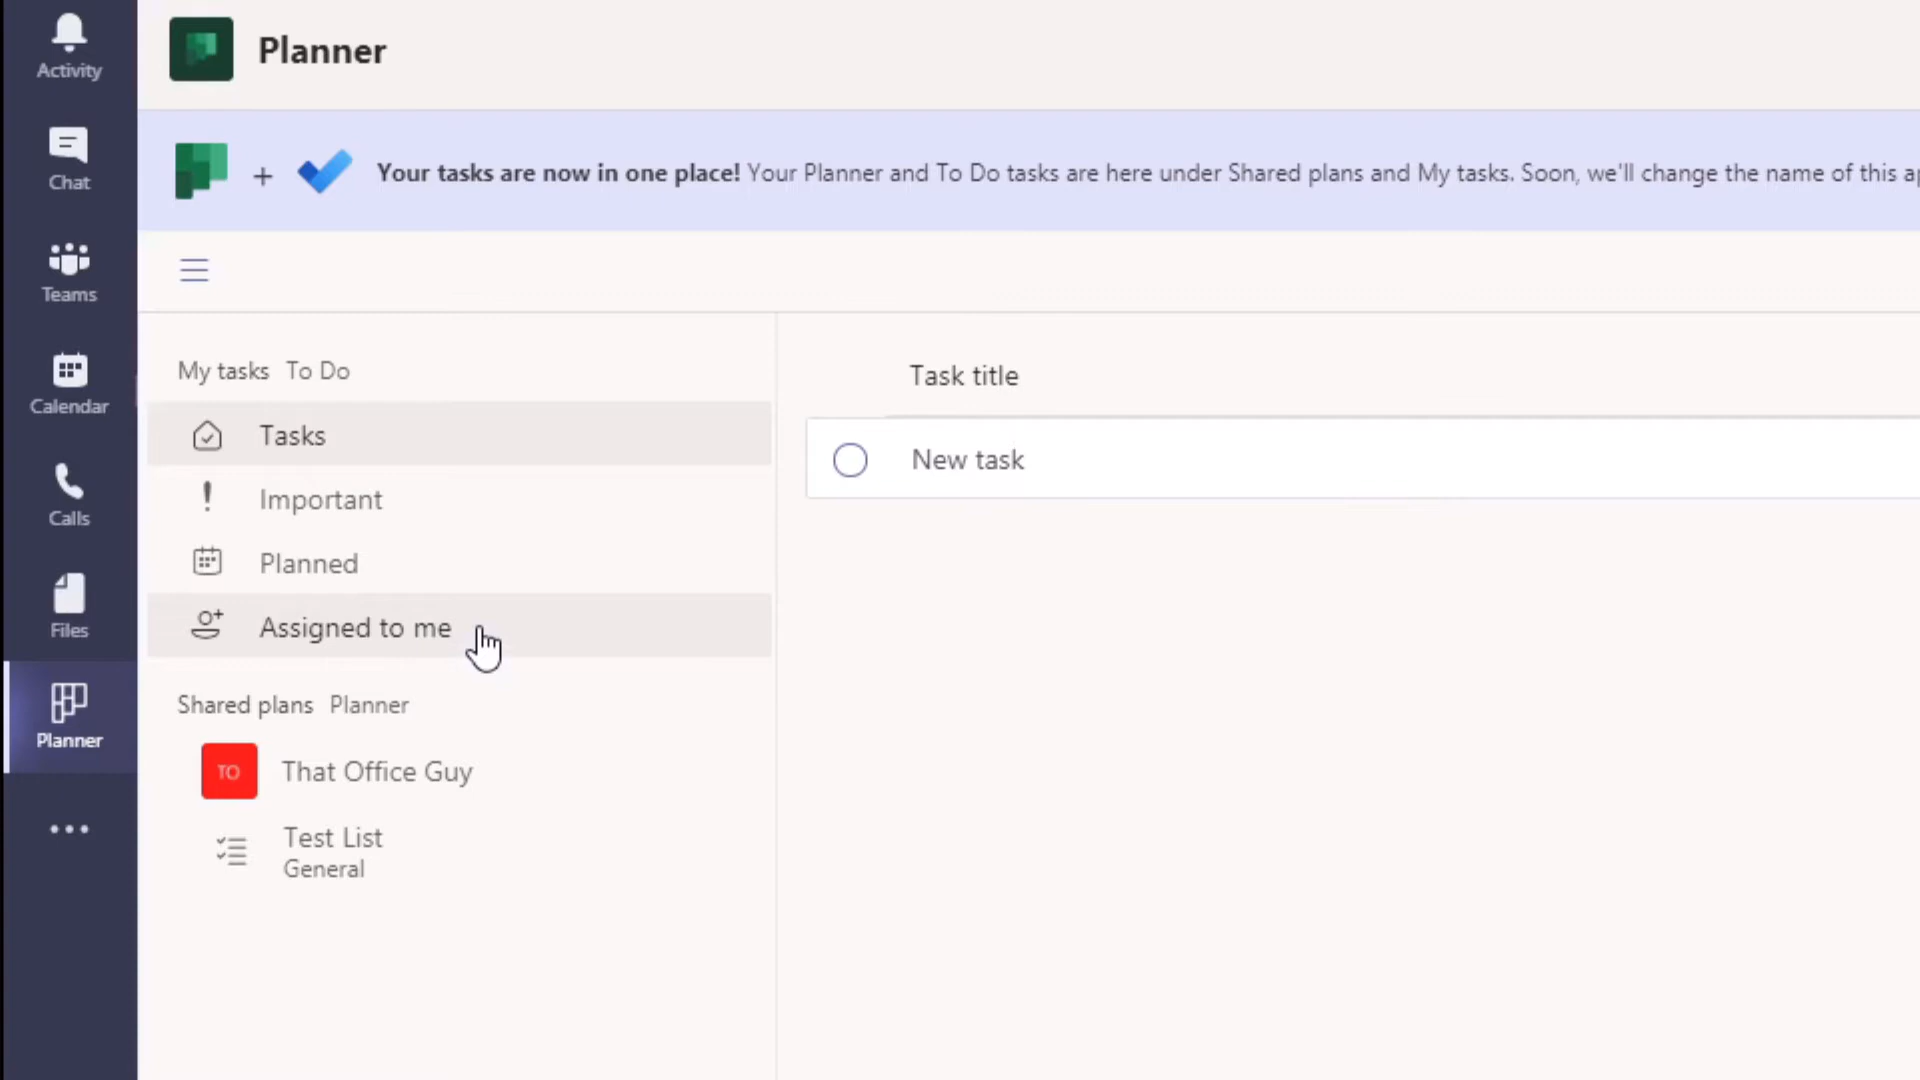 Activity
Chat
Teams
Calendar
Calls
Files
Planner
Planner
Your tasks are now in one place! Your Planner and To Do tasks are here under Shared plans and My tasks. Soon, we'll change the name of this
My tasks To Do
Tasks
Important
Planned
Assigned to me
Shared plans Planner
TO That Office Guy
Test List
General
Task title
New task